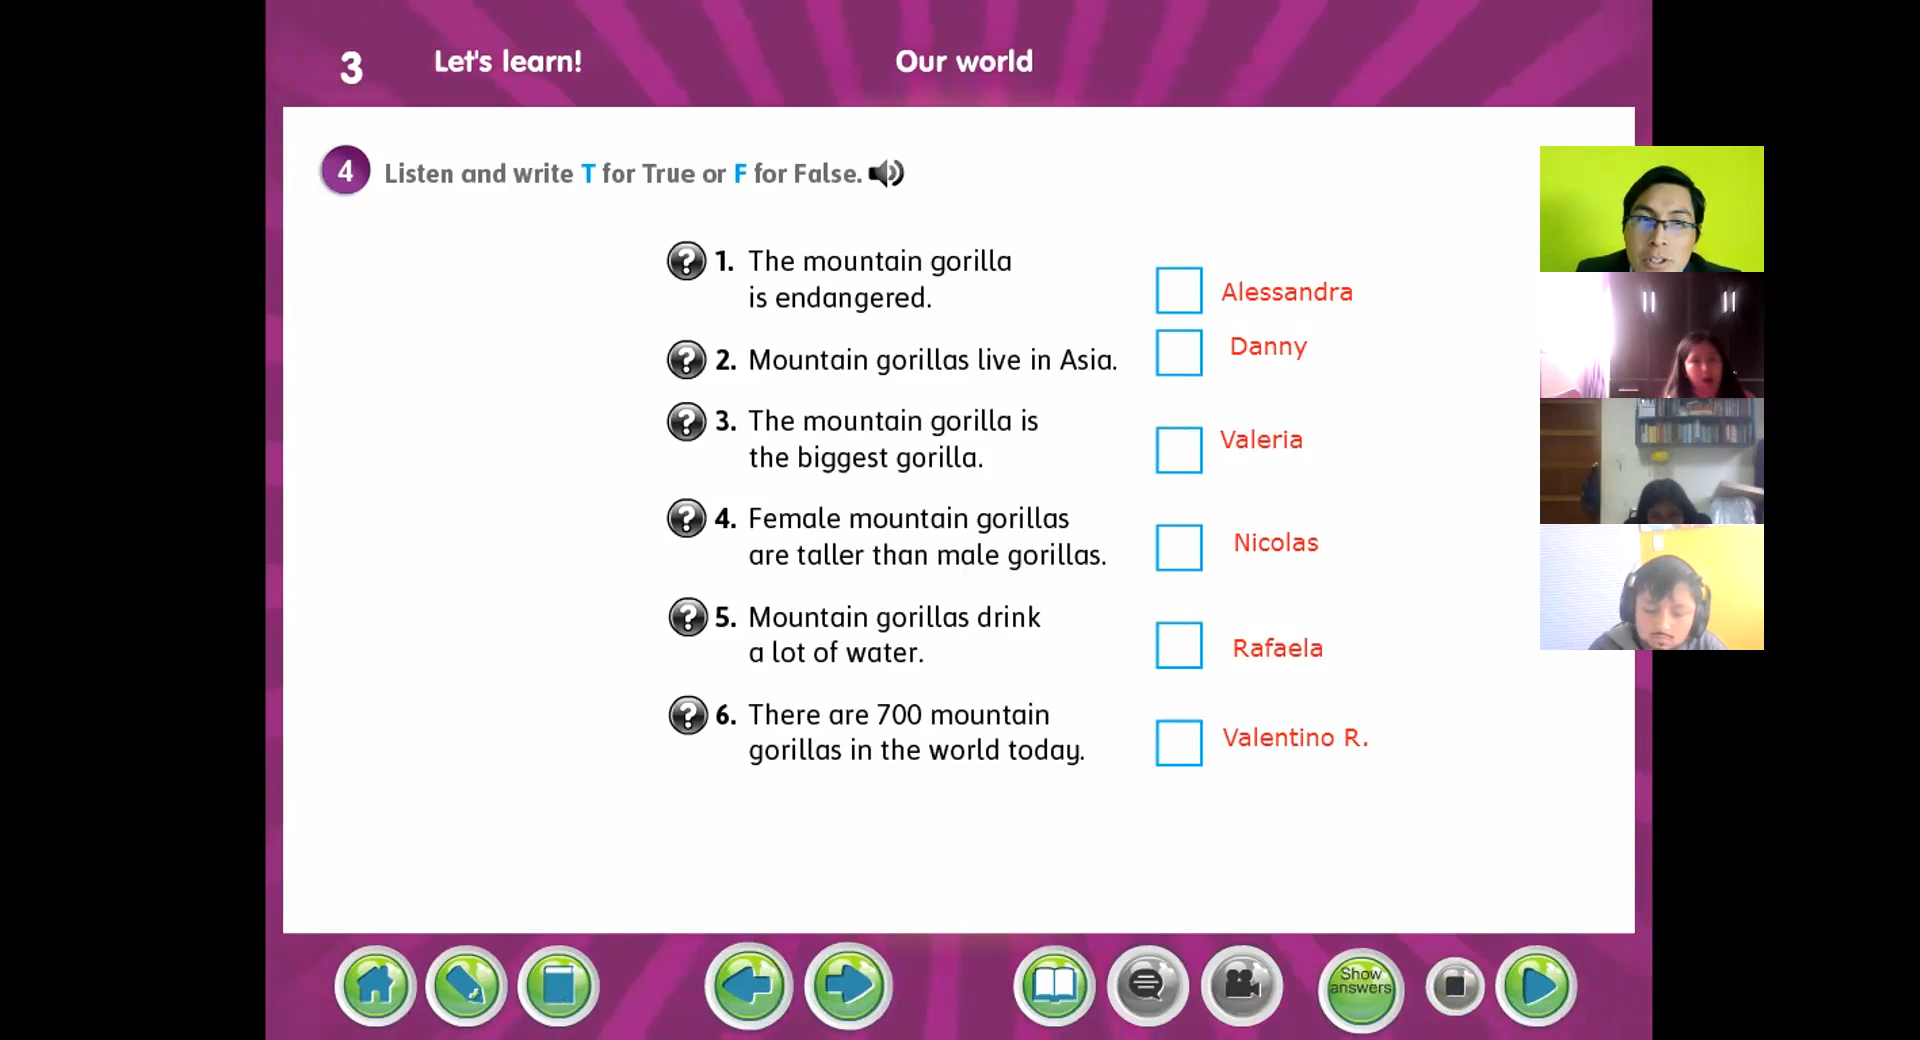 3 Let's learn! Our world
4 Listen and write T for True or F for False.
? 1. The mountain gorilla
is endangered.
Alessandra
? 2. Mountain gorillas live in Asia.
Danny
? 3. The mountain gorilla is
the biggest gorilla.
Valeria
? 4. Female mountain gorillas
are taller than male gorillas.
Nicolas
? 5. Mountain gorillas drink
a lot of water.
Rafaela
? 6. There are 700 mountain
gorillas in the world today.
Valentino R.
Show
answers